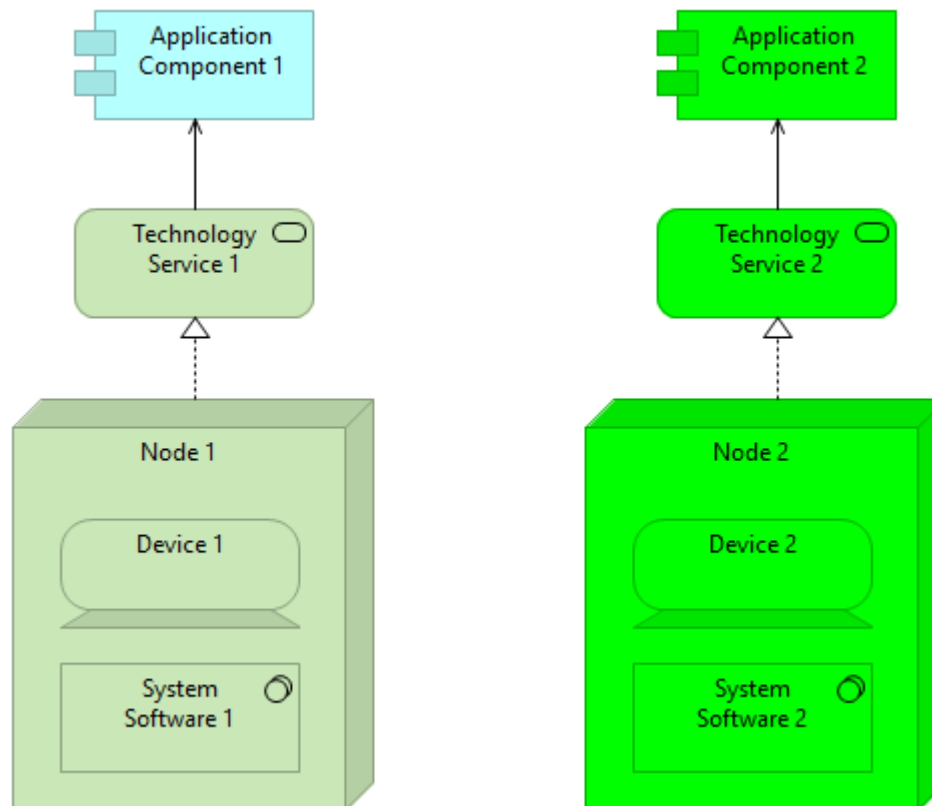 Application
Component 1
Technology
Service 1
Node 1
Device 1
System
Software 1
Application
Component 2
Technology
Service 2
Node 2
Device 2
System
Software 2